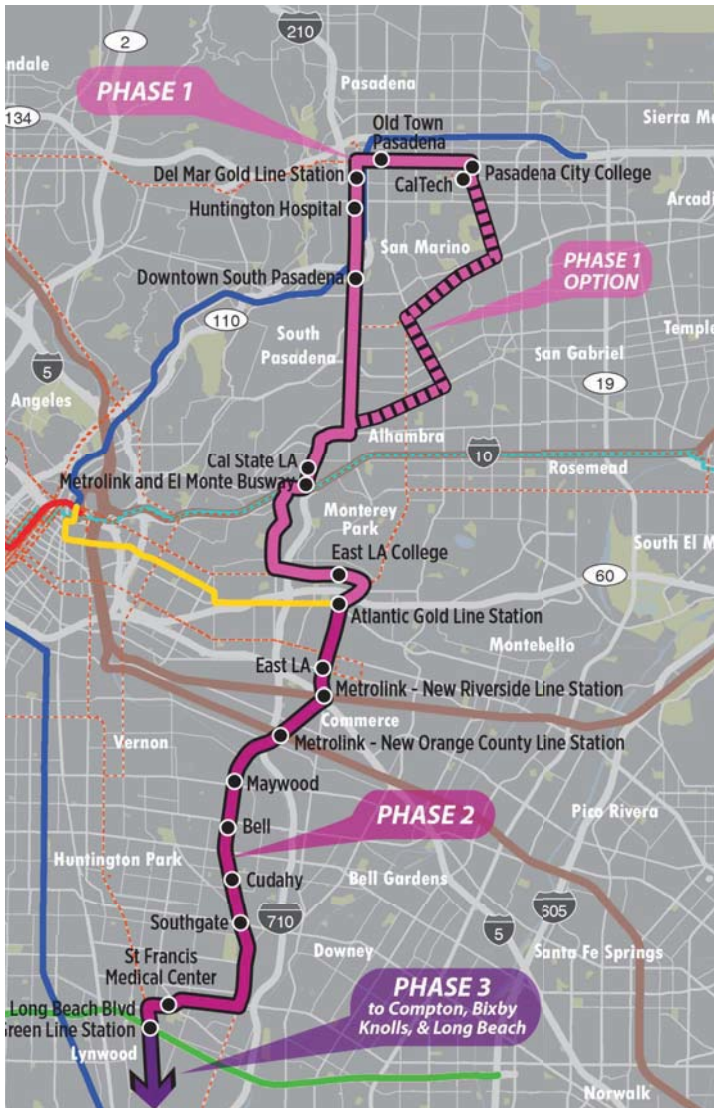 210
2
ndale
Pasadena
PHASE 1
134
Old Town
Pasadena
Sierra Ma
Del Mar Gold Line Station
Pasadena City College
CalTech
Arcadi
Huntington Hospital
San Marino
PHASE 1
OPTION
Downtown South Pasadena
110
South
Pasadena
Temple
5
San Gabriel
19
Angeles
Alhambra
Cal State LA
10
Rosemead
Metrolink and El Monte Busway
Monterey
Park
South El M
East LA College
60
Atlantic Gold Line Station
Montebello
East LA
Metrolink - New Riverside Line Station
Commerce
Vernon
Metrolink - New Orange County Line Station
Maywood
Pico Rivera
PHASE 2
Bell
Huntington Park
Cudahy
Bell Gardens
605
Southgate
710
5
St Francis
Medical Center
Downey
Santa Fe Springs
PHASE 3
to Compton, Bixby
Knolls, & Long Beach
Long Beach Blvd
Green Line Station
Lynwood
Norwalk